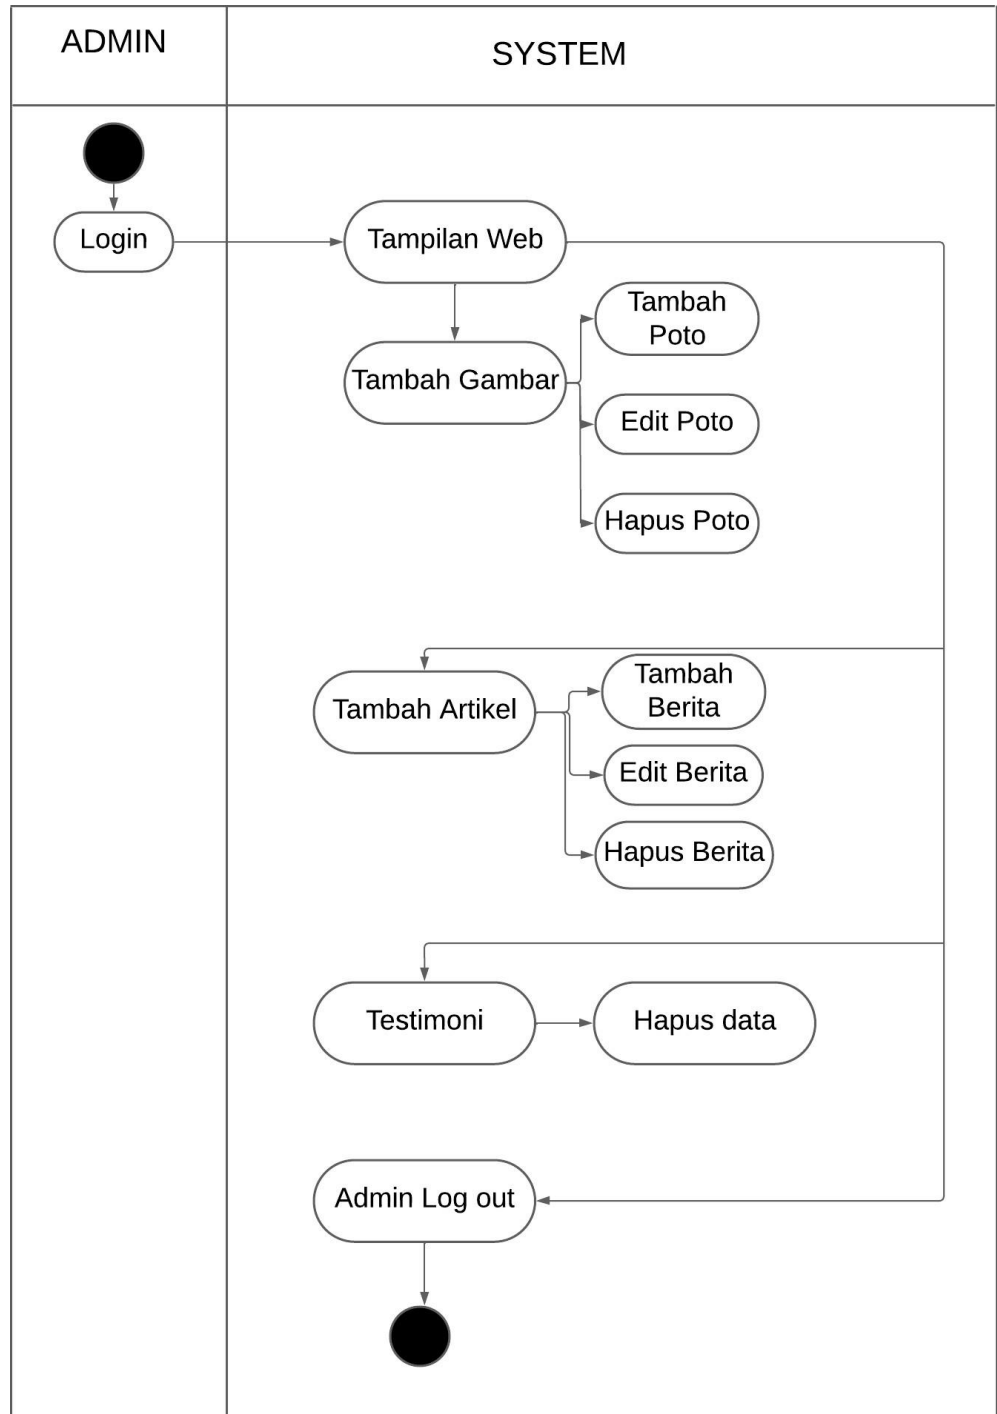 ADMIN
SYSTEM
Login
Tampilan Web
Tambah
Poto
Tambah Gambar
Edit Poto
Hapus Poto
Tambah
Berita
Tambah Artikel
Edit Berita
Hapus Berita
Testimoni
Hapus data
Admin Log out